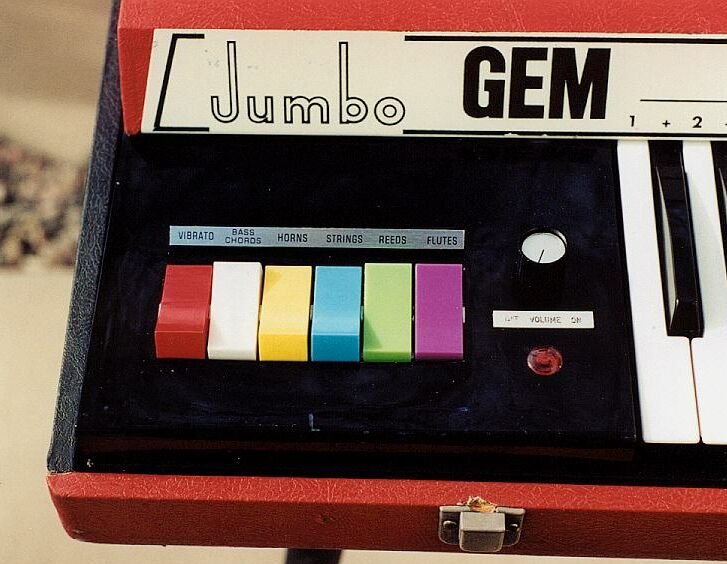 Jumbo GEM
1 + 2
VIBRATO BASS CHORDS HORNS STRINGS REEDS FLUTES
VOLUME ON